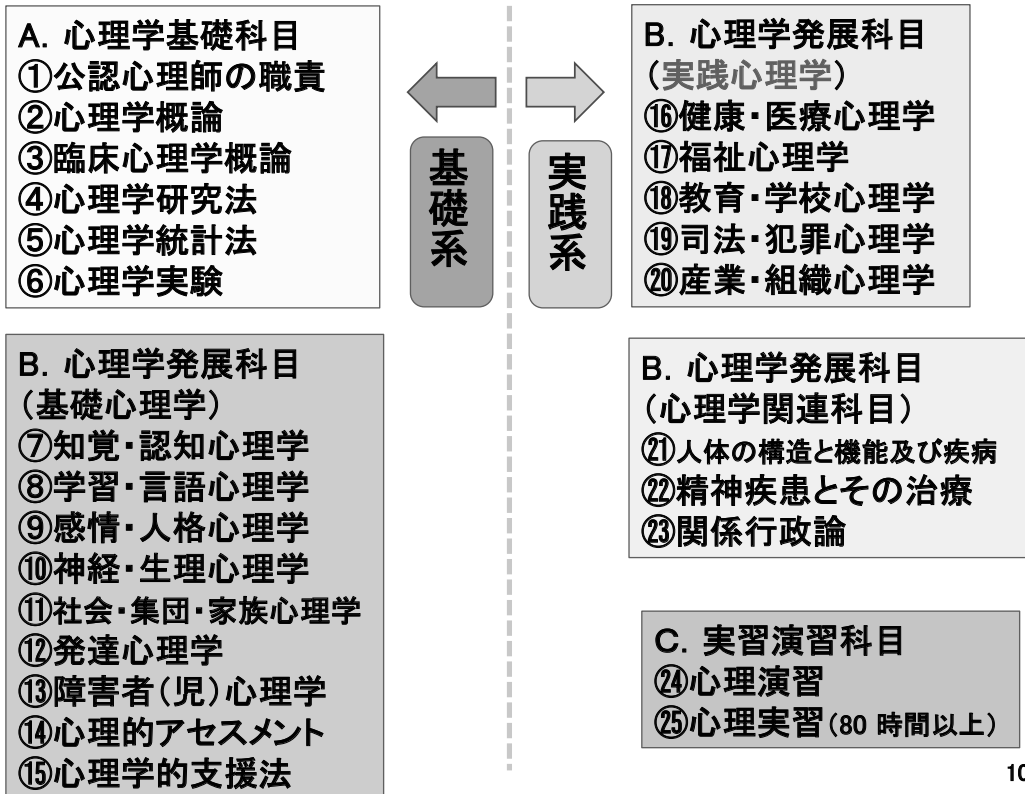 A. 心理学基礎科目
①公認心理師の職責
②心理学概論
③臨床心理学概論
④心理学研究法
⑤心理学統計法
⑥心理学実験
基礎系
実践系
B. 心理学発展科目
（実践心理学）
⑯健康・医療心理学
⑰福祉心理学
⑱教育・学校心理学
⑲司法・犯罪心理学
⑳産業・組織心理学
B. 心理学発展科目
（基礎心理学）
⑦知覚・認知心理学
⑧学習・言語心理学
⑨感情・人格心理学
⑩神経・生理心理学
⑪社会・集団・家族心理学
⑫発達心理学
⑬障害者（児）心理学
⑭心理的アセスメント
⑮心理学的支援法
B. 心理学発展科目
（心理学関連科目）
㉑人体の構造と機能及び疾病
㉒精神疾患とその治療
㉓関係行政論
C. 実習演習科目
㉔心理演習
㉕心理実習（80 時間以上）
10